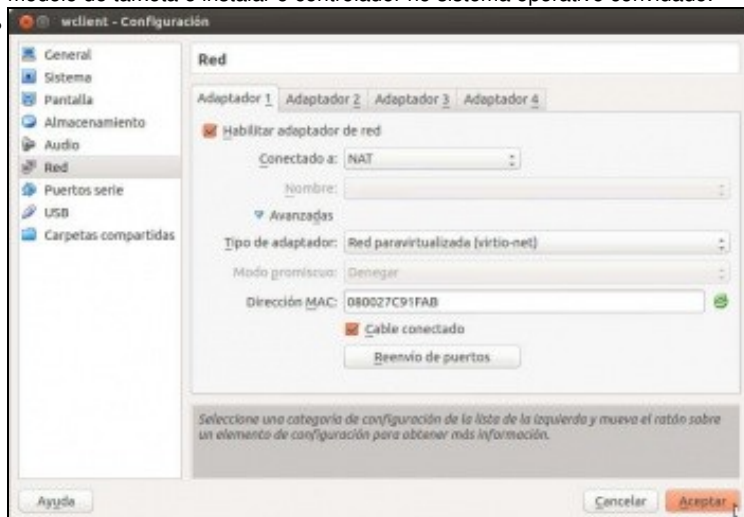 wclient - Configuración
General
Sistema
Pantalla
Almacenamiento
Audio
Red
Puertos serie
USB
Carpetas compartidas
Red
Adaptador 1 Adaptador 2 Adaptador 3 Adaptador 4
Habilitar adaptador de red
Conectado a: NAT
Nombre:
Avanzadas
Tipo de adaptador: Red paravirtualizada (virtio-net)
Modo promiscuo: Denegar
Dirección MAC: 080027C91FAB
Cable conectado
Reenvío de puertos
Seleccione una categoría de configuración de la lista de la izquierda y mueva el ratón sobre
un elemento de configuración para obtener más información.
Ayuda
Cancelar Aceptar